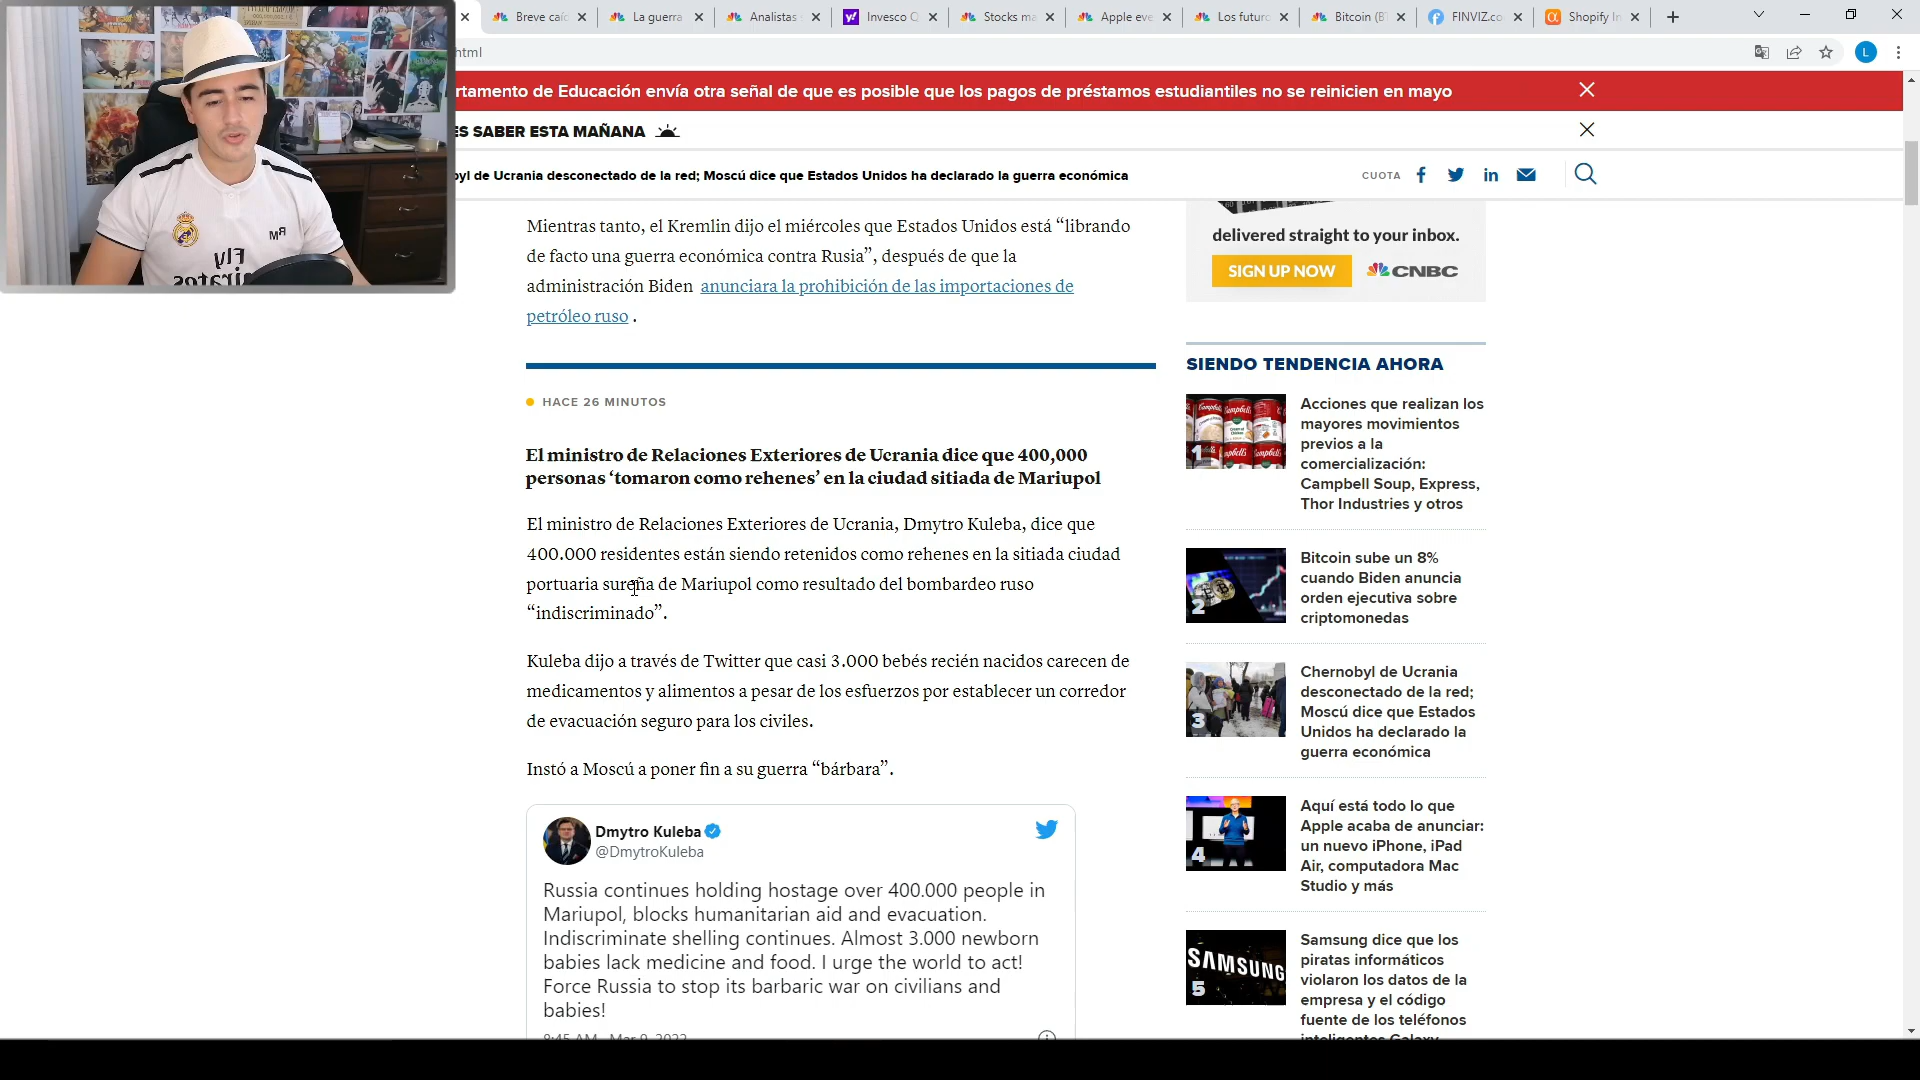 Breve caíd
La guerra
Analistas s
Invesco Q
Stocks ma
Apple eve
Los futuro
Bitcoin (BT
FINVIZ.co
Shopify In
html
L
rtamento de Educación envía otra señal de que es posible que los pagos de préstamos estudiantiles no se reinicien en mayo
ES SABER ESTA MAÑANA
byl de Ucrania desconectado de la red; Moscú dice que Estados Unidos ha declarado la guerra económica
CUOTA
Mientras tanto, el Kremlin dijo el miércoles que Estados Unidos está “librando
de facto una guerra económica contra Rusia”, después de que la
administración Biden anunciara la prohibición de las importaciones de
petróleo ruso .
HACE 26 MINUTOS
El ministro de Relaciones Exteriores de Ucrania dice que 400,000
personas ‘tomaron como rehenes’ en la ciudad sitiada de Mariupol
El ministro de Relaciones Exteriores de Ucrania, Dmytro Kuleba, dice que
400.000 residentes están siendo retenidos como rehenes en la sitiada ciudad
portuaria sureña de Mariupol como resultado del bombardeo ruso
“indiscriminado”.
Kuleba dijo a través de Twitter que casi 3.000 bebés recién nacidos carecen de
medicamentos y alimentos a pesar de los esfuerzos por establecer un corredor
de evacuación seguro para los civiles.
Instó a Moscú a poner fin a su guerra “bárbara”.
Dmytro Kuleba
@DmytroKuleba
Russia continues holding hostage over 400.000 people in
Mariupol, blocks humanitarian aid and evacuation.
Indiscriminate shelling continues. Almost 3.000 newborn
babies lack medicine and food. I urge the world to act!
Force Russia to stop its barbaric war on civilians and
babies!
8:45 AM · Mar 9, 2022
delivered straight to your inbox.
SIGN UP NOW
CNBC
SIENDO TENDENCIA AHORA
1
Acciones que realizan los
mayores movimientos
previos a la
comercialización:
Campbell Soup, Express,
Thor Industries y otros
2
Bitcoin sube un 8%
cuando Biden anuncia
orden ejecutiva sobre
criptomonedas
3
Chernobyl de Ucrania
desconectado de la red;
Moscú dice que Estados
Unidos ha declarado la
guerra económica
4
Aquí está todo lo que
Apple acaba de anunciar:
un nuevo iPhone, iPad
Air, computadora Mac
Studio y más
SAMSUNG
5
Samsung dice que los
piratas informáticos
violaron los datos de la
empresa y el código
fuente de los teléfonos
inteligentes Galaxy
Fly